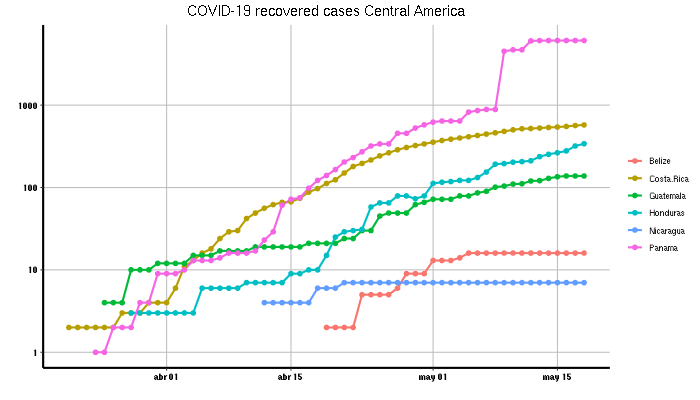 COVID-19 recovered cases Central America
1000
100
10
1
abr 01
abr 15
may 01
may 15
Belize
Costa.Rica
Guatemala
Honduras
Nicaragua
Panama